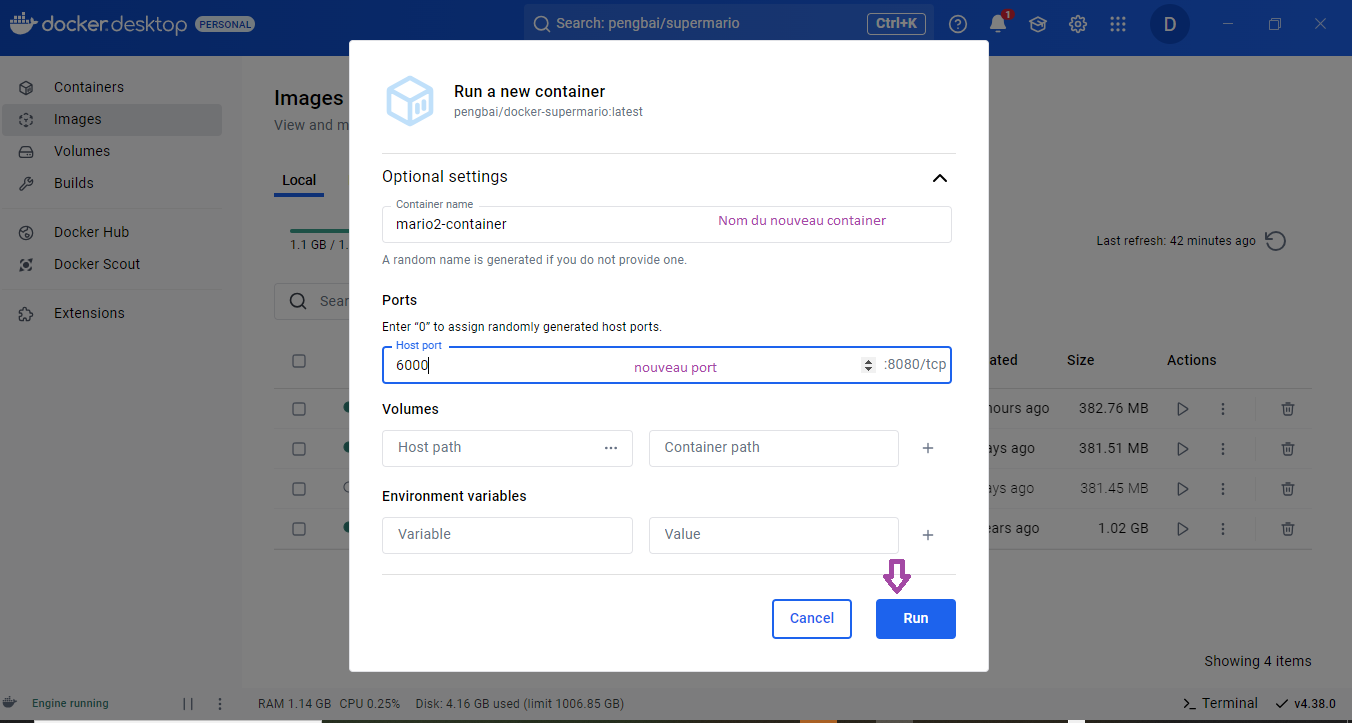 docker.desktop PERSONAL
Search: pengbai/supermario Ctrl+K
1
D
Containers
Images
Volumes
Builds
Docker Hub
Docker Scout
Extensions
Images
View and m
Local
1.1 GB / 1.
Last refresh: 42 minutes ago
Sear
Run a new container
pengbai/docker-supermario:latest
Optional settings
Container name
mario2-container
Nom du nouveau container
A random name is generated if you do not provide one.
Ports
Enter “0” to assign randomly generated host ports.
Host port
6000
nouveau port
:8080/tcp
Volumes
Host path ...
Container path
Environment variables
Variable
Value
Cancel
Run
ated Size Actions
hours ago 382.76 MB
ays ago 381.51 MB
ays ago 381.45 MB
ears ago 1.02 GB
Showing 4 items
Engine running
RAM 1.14 GB CPU 0.25% Disk: 4.16 GB used (limit 1006.85 GB)
Terminal v4.38.0